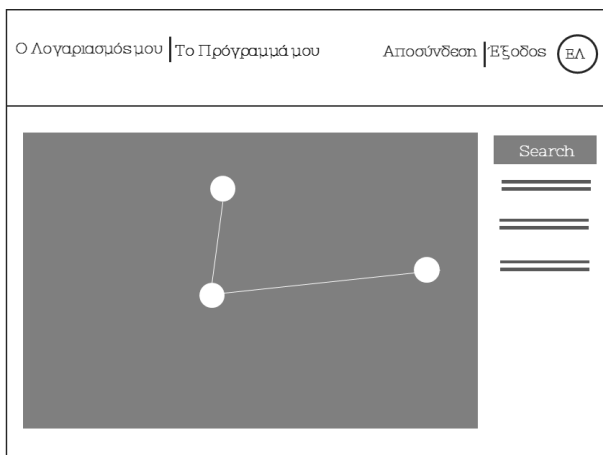 Ο Λογαριασμός μου | Το Πρόγραμμά μου
Αποσύνδεση | Έξοδος
ΕΛ
Search